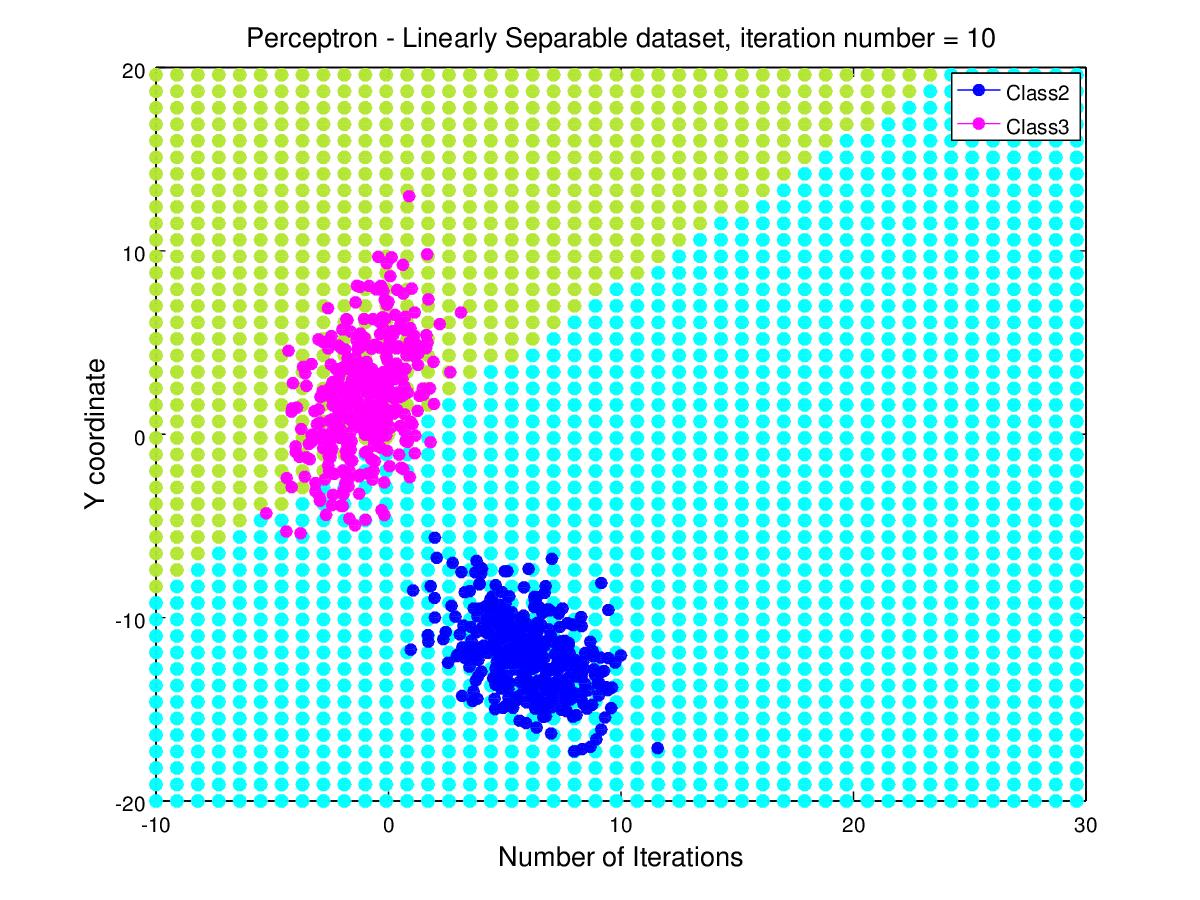 Perceptron - Linearly Separable dataset, iteration number = 10
20
Class2
Class3
10
Y coordinate
0
-10
-20
-10
0
10
20
30
Number of Iterations